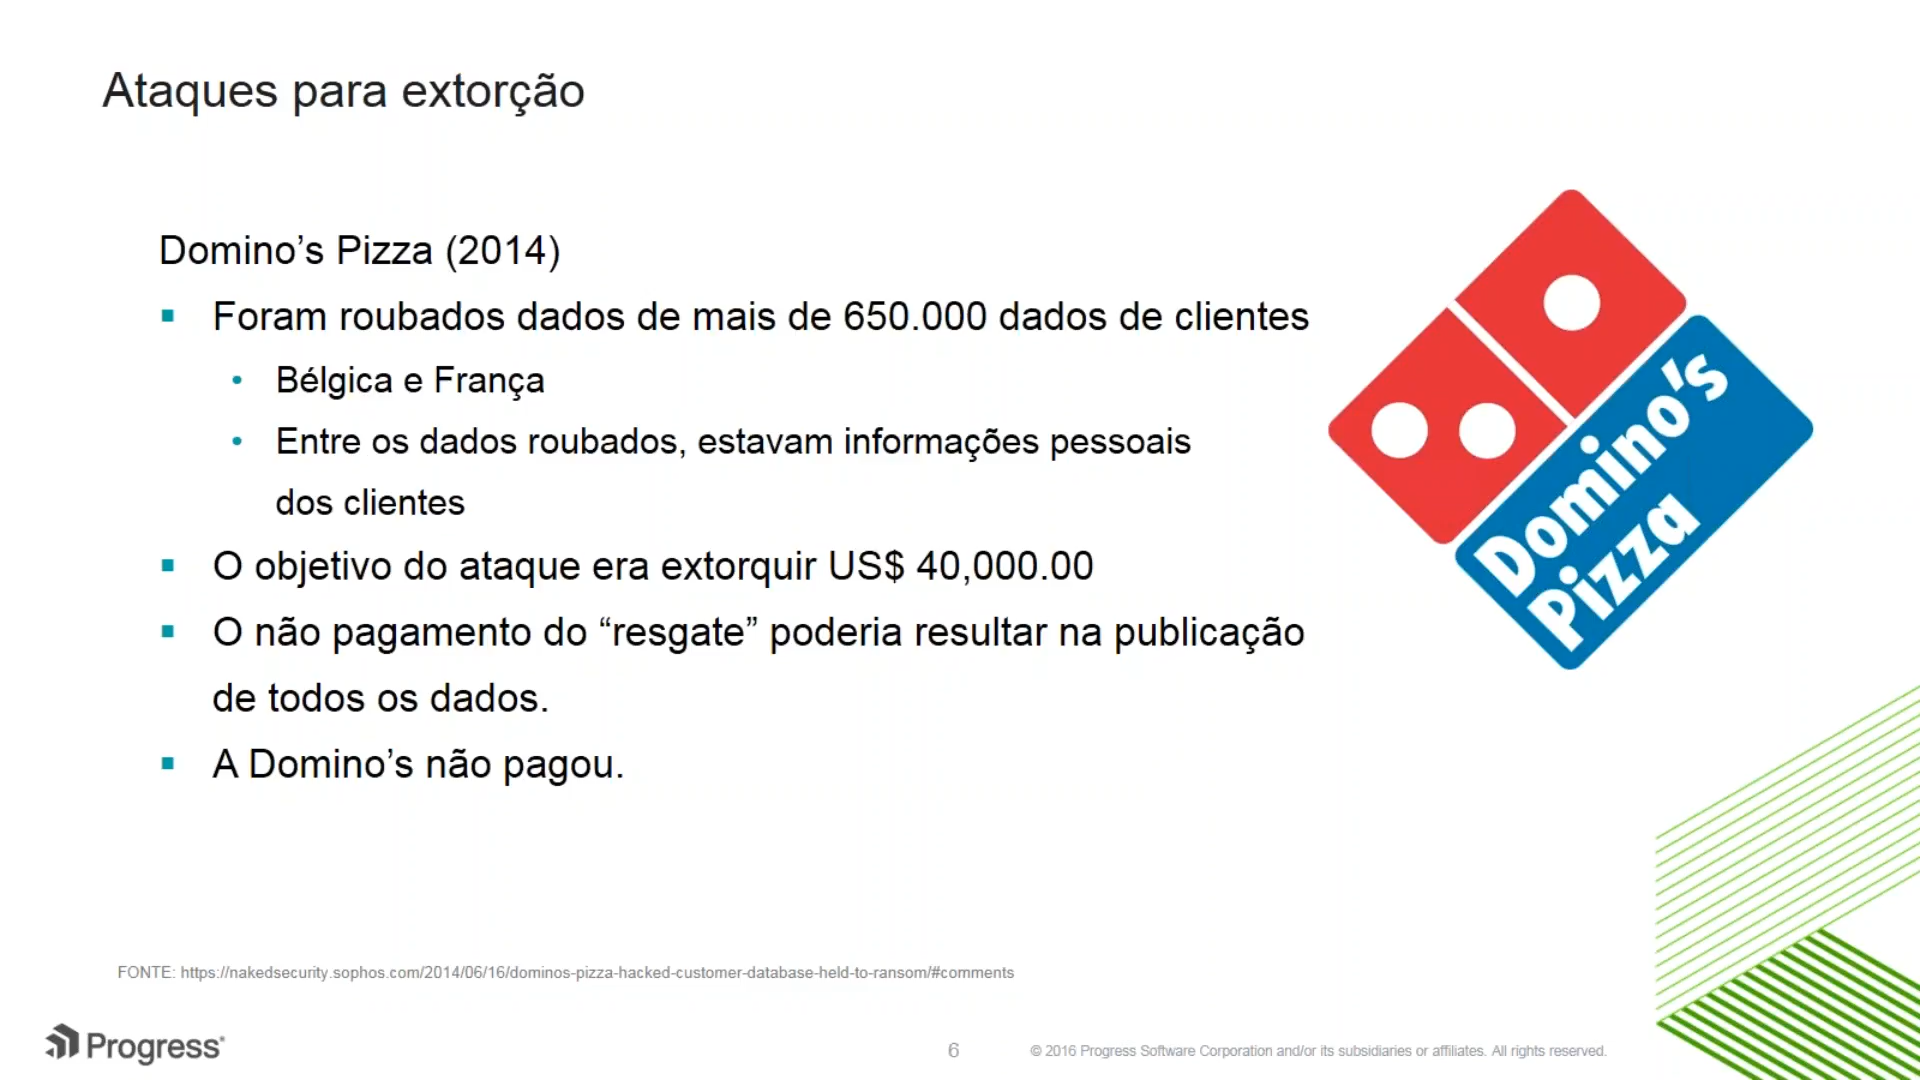 Ataques para extorção
Domino’s Pizza (2014)
▪ Foram roubados dados de mais de 650.000 dados de clientes
• Bélgica e França
• Entre os dados roubados, estavam informações pessoais
dos clientes
▪ O objetivo do ataque era extorquir US$ 40,000.00
▪ O não pagamento do “resgate” poderia resultar na publicação
de todos os dados.
▪ A Domino’s não pagou.
Domino's
Pizza
FONTE: https://nakedsecurity.sophos.com/2014/06/16/dominos-pizza-hacked-customer-database-held-to-ransom/#comments
Progress
6
© 2016 Progress Software Corporation and/or its subsidiaries or affiliates. All rights reserved.